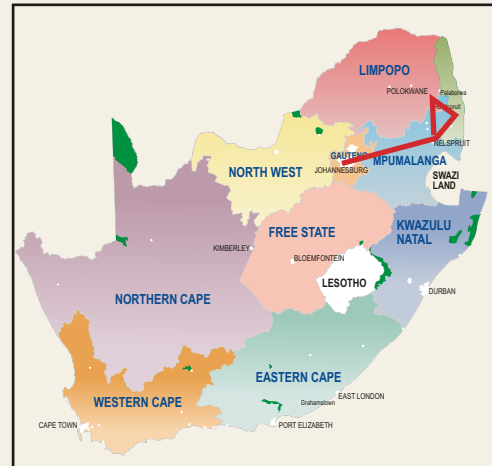 LIMPOPO
POLOKWANE
Palaborwa
NELSPRUIT
GAUTENG
MPUMALANGA
JOHANNESBURG
NORTH WEST
SWAZI
LAND
KWAZULU
NATAL
FREE STATE
KIMBERLEY
BLOEMFONTEIN
LESOTHO
DURBAN
NORTHERN CAPE
EASTERN CAPE
WESTERN CAPE
EAST LONDON
Grahamstown
CAPE TOWN
PORT ELIZABETH